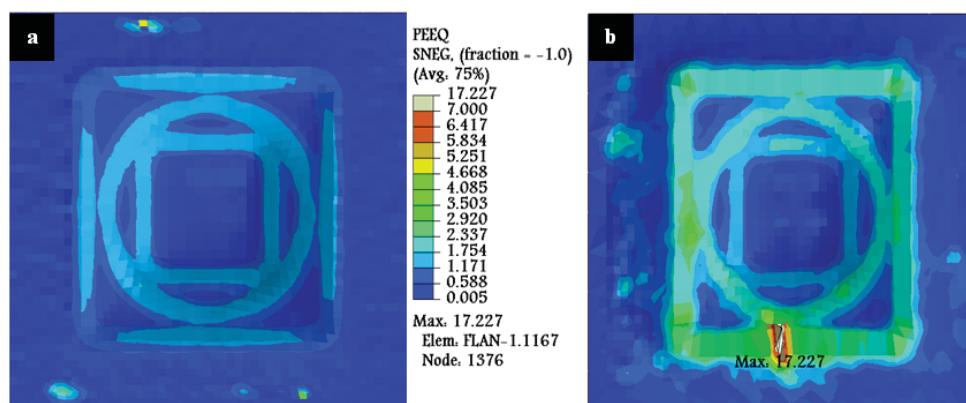 a
PEEQ
SNEG, (fraction = -1.0)
(Avg: 75%)
17.227
7.000
6.417
5.834
5.251
4.668
4.085
3.503
2.920
2.337
1.754
1.171
0.588
0.005
Max: 17.227
Elem: FLAN-1.1167
Node: 1376
b
Max: 17.227